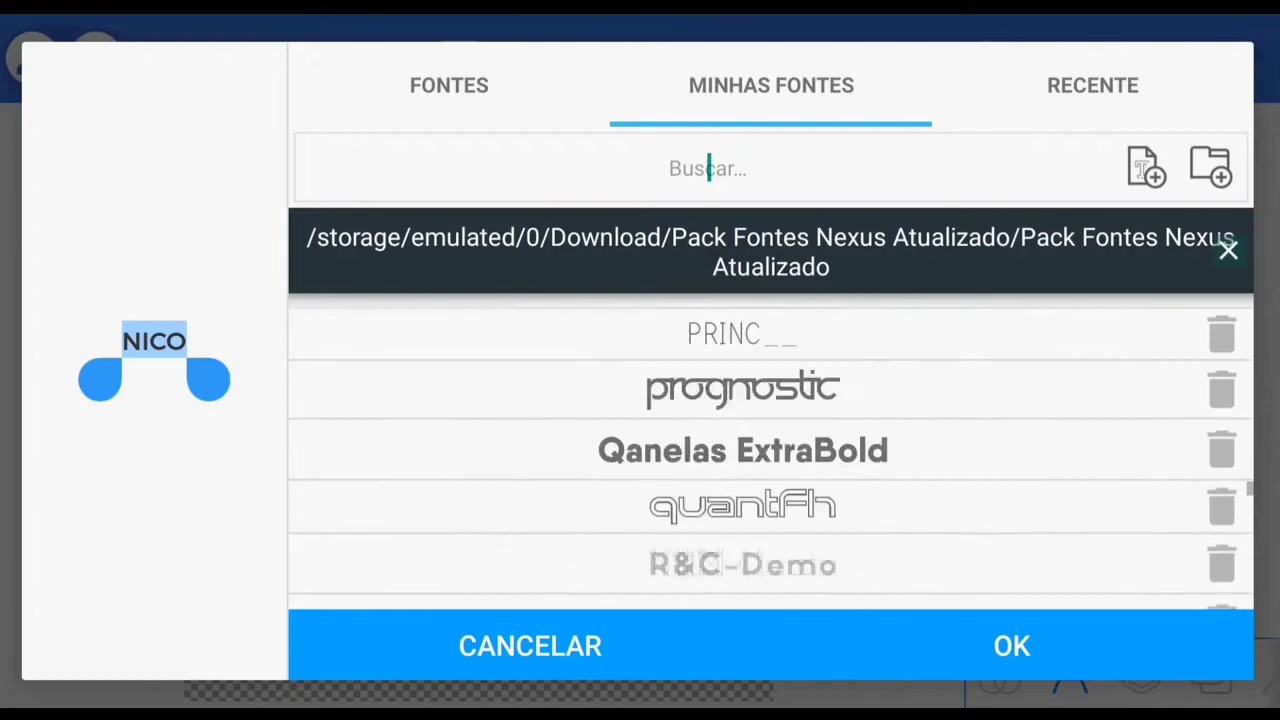 FONTES MINHAS FONTES RECENTE
Buscar...
/storage/emulated/0/Download/Pack Fontes Nexus Atualizado/Pack Fontes Nexus
Atualizado
NICO
PRINC__
prognostic
Qanelas ExtraBold
quantfh
R&C-Demo
CANCELAR OK